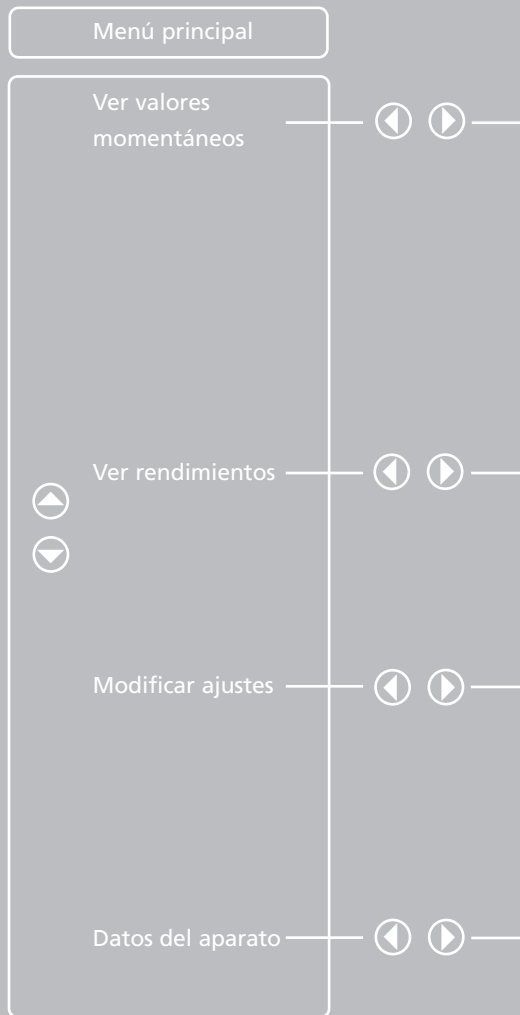 Menú principal
Ver valores
momentáneos
Ver rendimientos
Modificar ajustes
Datos del aparato